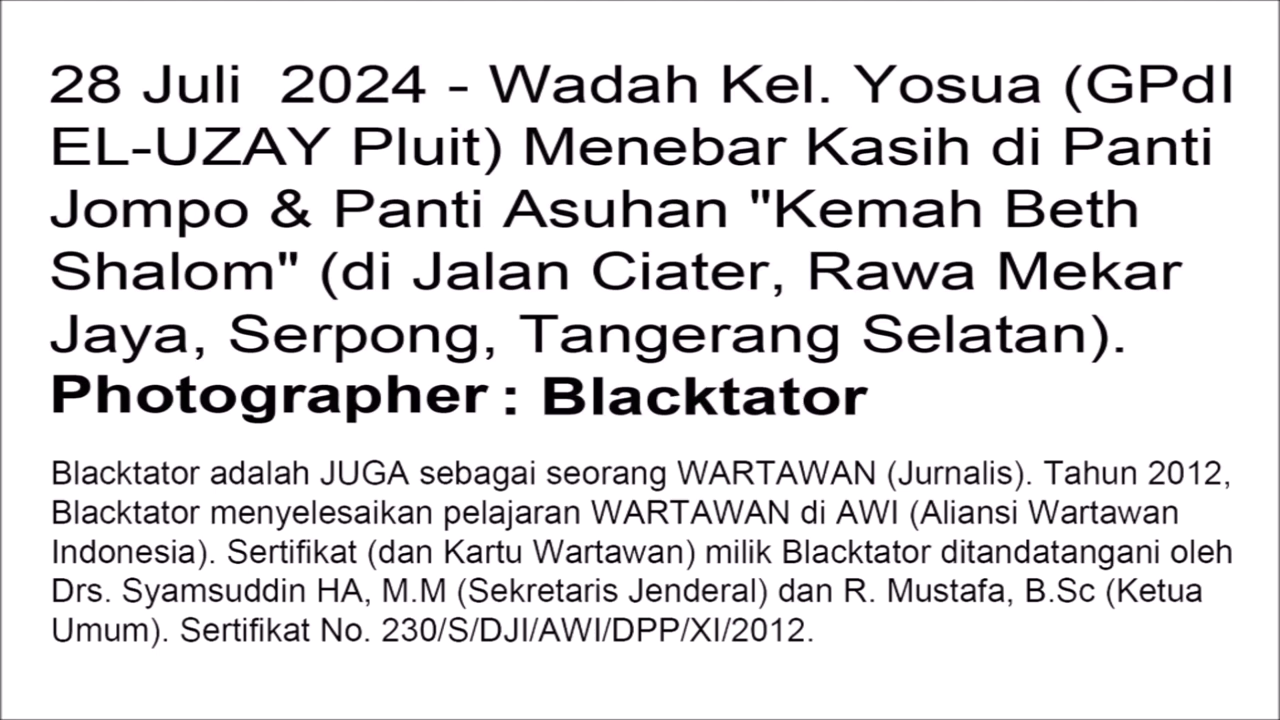 28 Juli  2024 - Wadah Kel. Yosua (GPdI
EL-UZAY Pluit) Menebar Kasih di Panti
Jompo & Panti Asuhan "Kemah Beth
Shalom" (di Jalan Ciater, Rawa Mekar
Jaya, Serpong, Tangerang Selatan).
Photographer : Blacktator
Blacktator adalah JUGA sebagai seorang WARTAWAN (Jurnalis). Tahun 2012,
Blacktator menyelesaikan pelajaran WARTAWAN di AWI (Aliansi Wartawan
Indonesia). Sertifikat (dan Kartu Wartawan) milik Blacktator ditandatangani oleh
Drs. Syamsuddin HA, M.M (Sekretaris Jenderal) dan R. Mustafa, B.Sc (Ketua
Umum). Sertifikat No. 230/S/DJI/AWI/DPP/XI/2012.